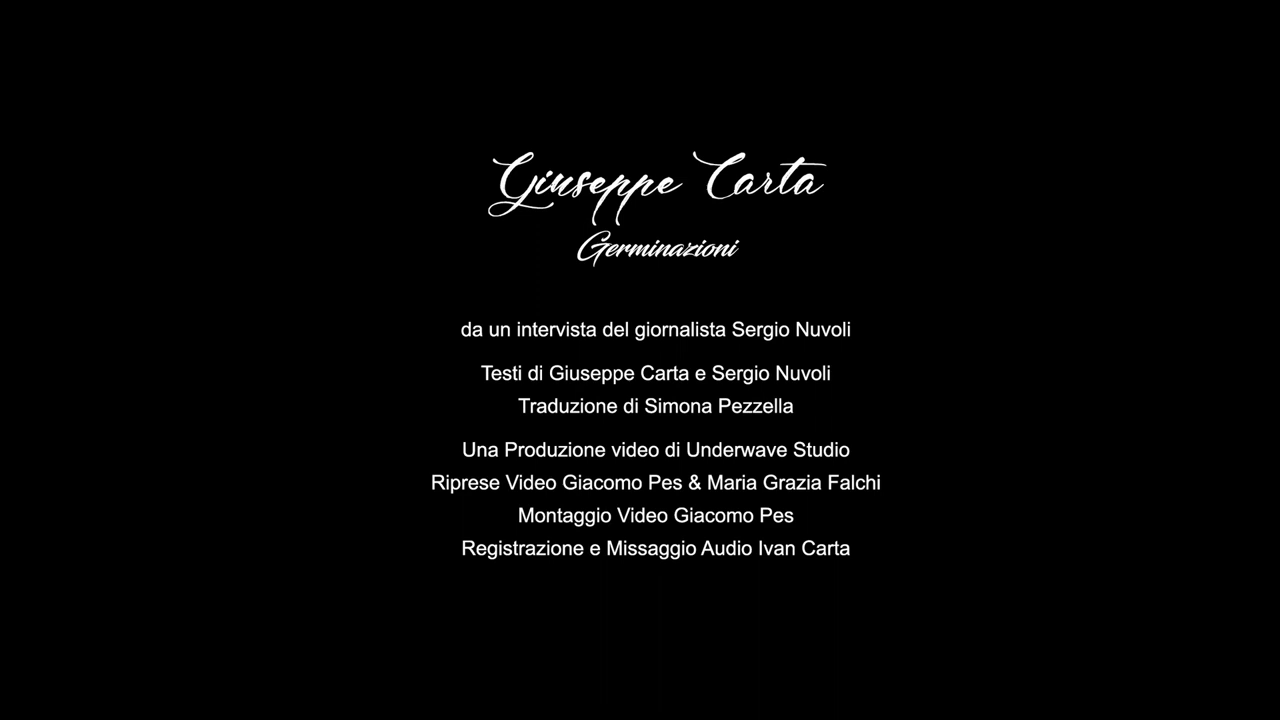 Giuseppe Carta
Germinazioni
da un intervista del giornalista Sergio Nuvoli
Testi di Giuseppe Carta e Sergio Nuvoli
Traduzione di Simona Pezzella
Una Produzione video di Underwave Studio
Riprese Video Giacomo Pes & Maria Grazia Falchi
Montaggio Video Giacomo Pes
Registrazione e Missaggio Audio Ivan Carta